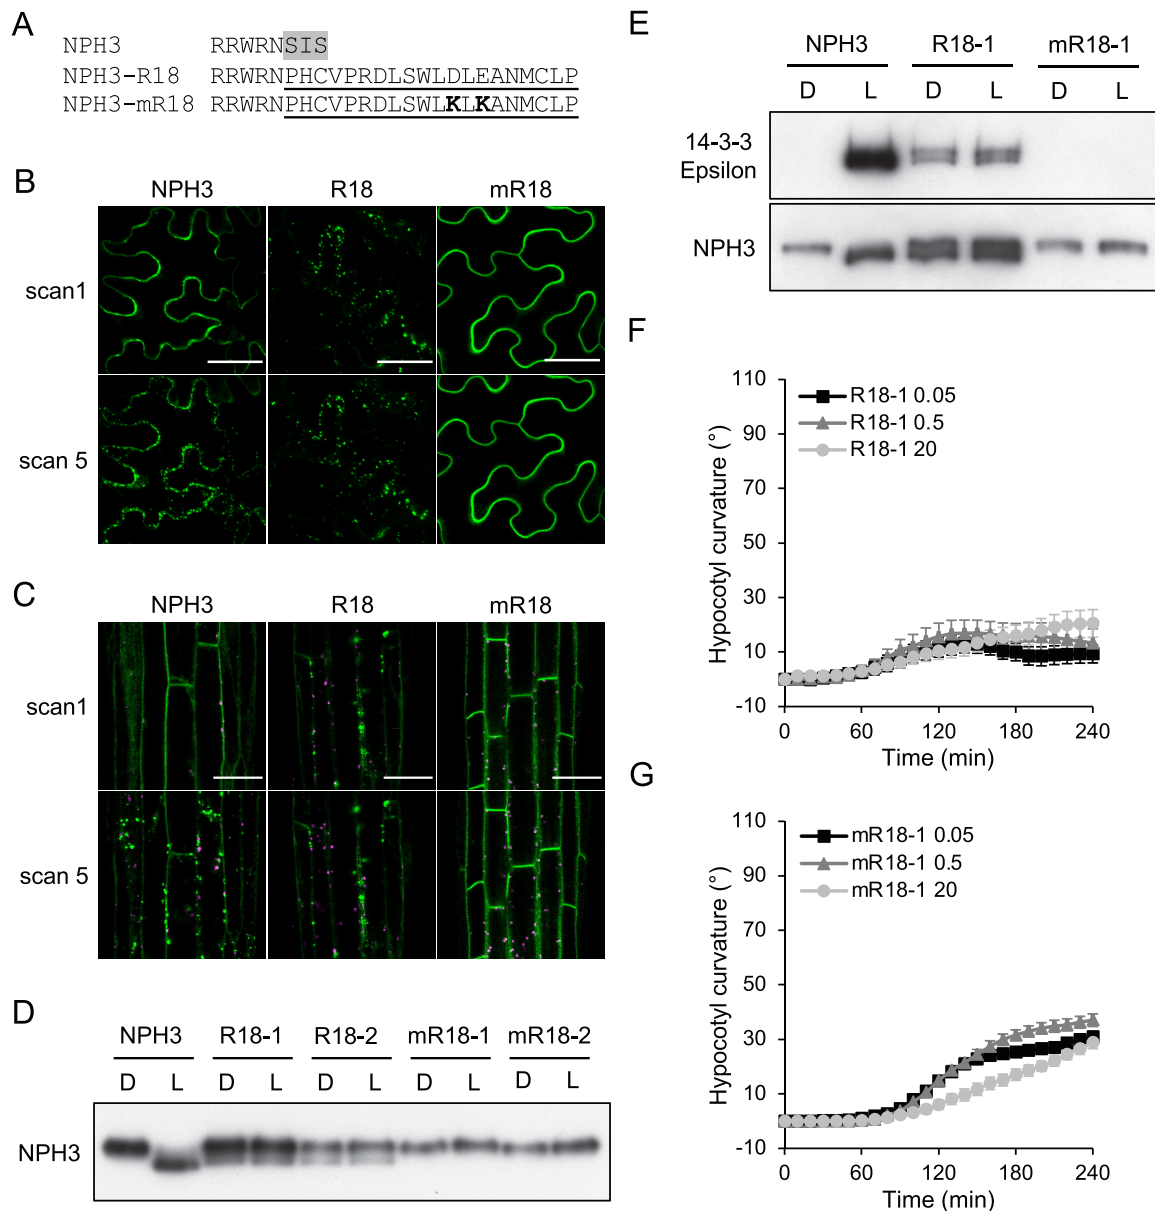 A
NPH3 RRWRNSIS
NPH3-R18 RRWRNPHCVPRDLSWLDLEANMCLP
NPH3-mR18 RRWRNPHCVPRDLSWLKLKANMCLP
B
NPH3 R18 mR18
scan1
scan 5
C
NPH3 R18 mR18
scan1
scan 5
D
NPH3 R18-1 R18-2 mR18-1 mR18-2
D L D L D L D L D L
NPH3
E
NPH3 R18-1 mR18-1
D L D L D L
14-3-3
Epsilon
NPH3
F
Hypocotyl curvature (°)
110
90
70
50
30
10
-10
R18-1 0.05
R18-1 0.5
R18-1 20
0 60 120 180 240
Time (min)
G
Hypocotyl curvature (°)
110
90
70
50
30
10
-10
mR18-1 0.05
mR18-1 0.5
mR18-1 20
0 60 120 180 240
Time (min)